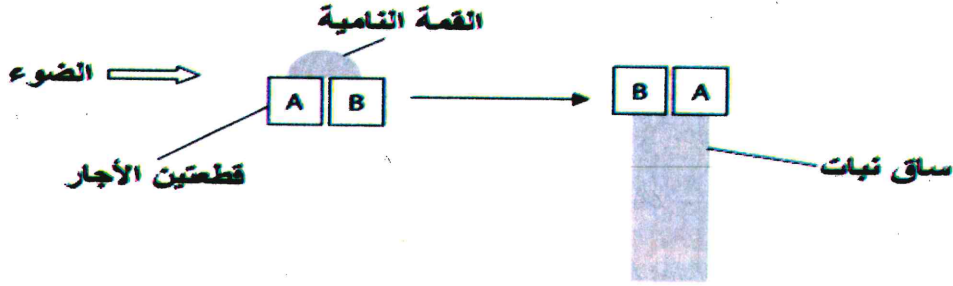 القمة النامية
الضوء
A B
B A
قطعتين الأجار
ساق نبات